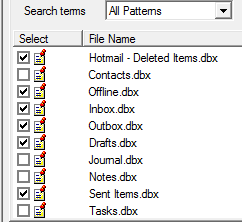 Search terms All Patterns
Select File Name
Hotmail - Deleted Items.dbx
Contacts.dbx
Offline.dbx
Inbox.dbx
Outbox.dbx
Drafts.dbx
Journal.dbx
Notes.dbx
Sent Items.dbx
Tasks.dbx